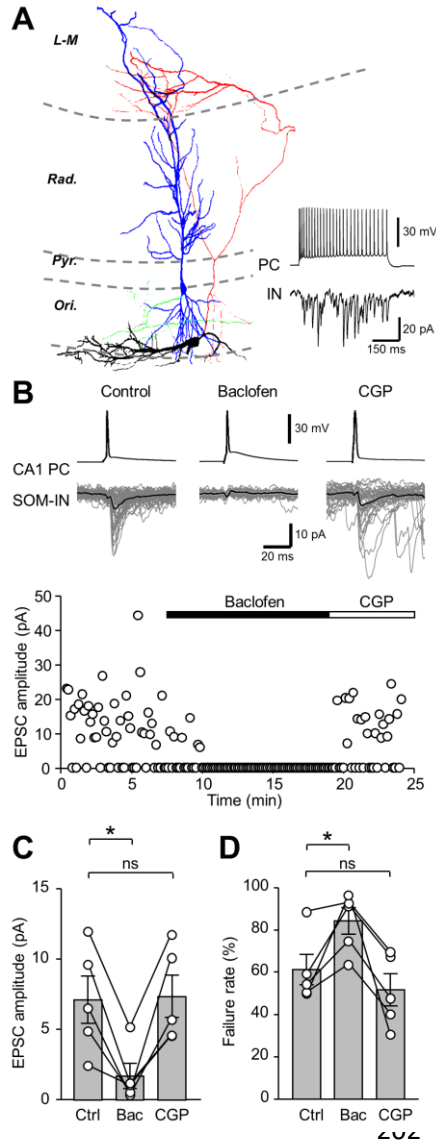 A
L-M
Rad.
Pyr.
Ori.
30 mV
PC
IN
20 pA
150 ms
B
Control Baclofen CGP
30 mV
CA1 PC
SOM-IN
10 pA
20 ms
50
40
30
20
10
0
EPSC amplitude (pA)
Baclofen CGP
0 5 10 15 20 25
Time (min)
C
* 
ns
15
10
5
0
EPSC amplitude (pA)
Ctrl Bac CGP
D
*
ns
100
80
60
40
20
0
Failure rate (%)
Ctrl Bac CGP